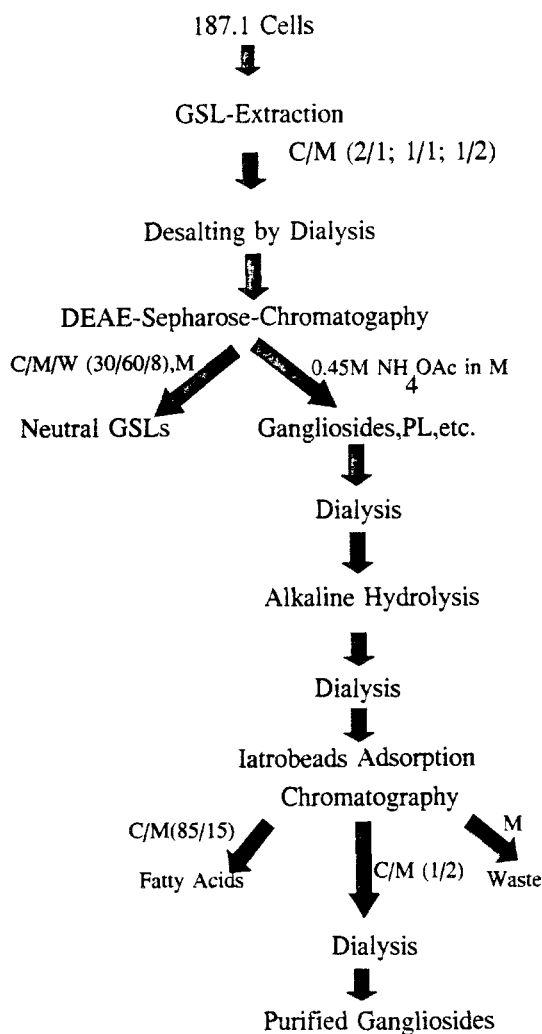 187.1 Cells
GSL-Extraction
C/M (2/1; 1/1; 1/2)
Desalting by Dialysis
DEAE-Sepharose-Chromatogaphy
C/M/W (30/60/8),M
0.45M NH4OAc in M
Neutral GSLs
Gangliosides,PL,etc.
Dialysis
Alkaline Hydrolysis
Dialysis
Iatrobeads Adsorption
Chromatography
C/M(85/15)
M
C/M (1/2)
Fatty Acids
Waste
Dialysis
Purified Gangliosides